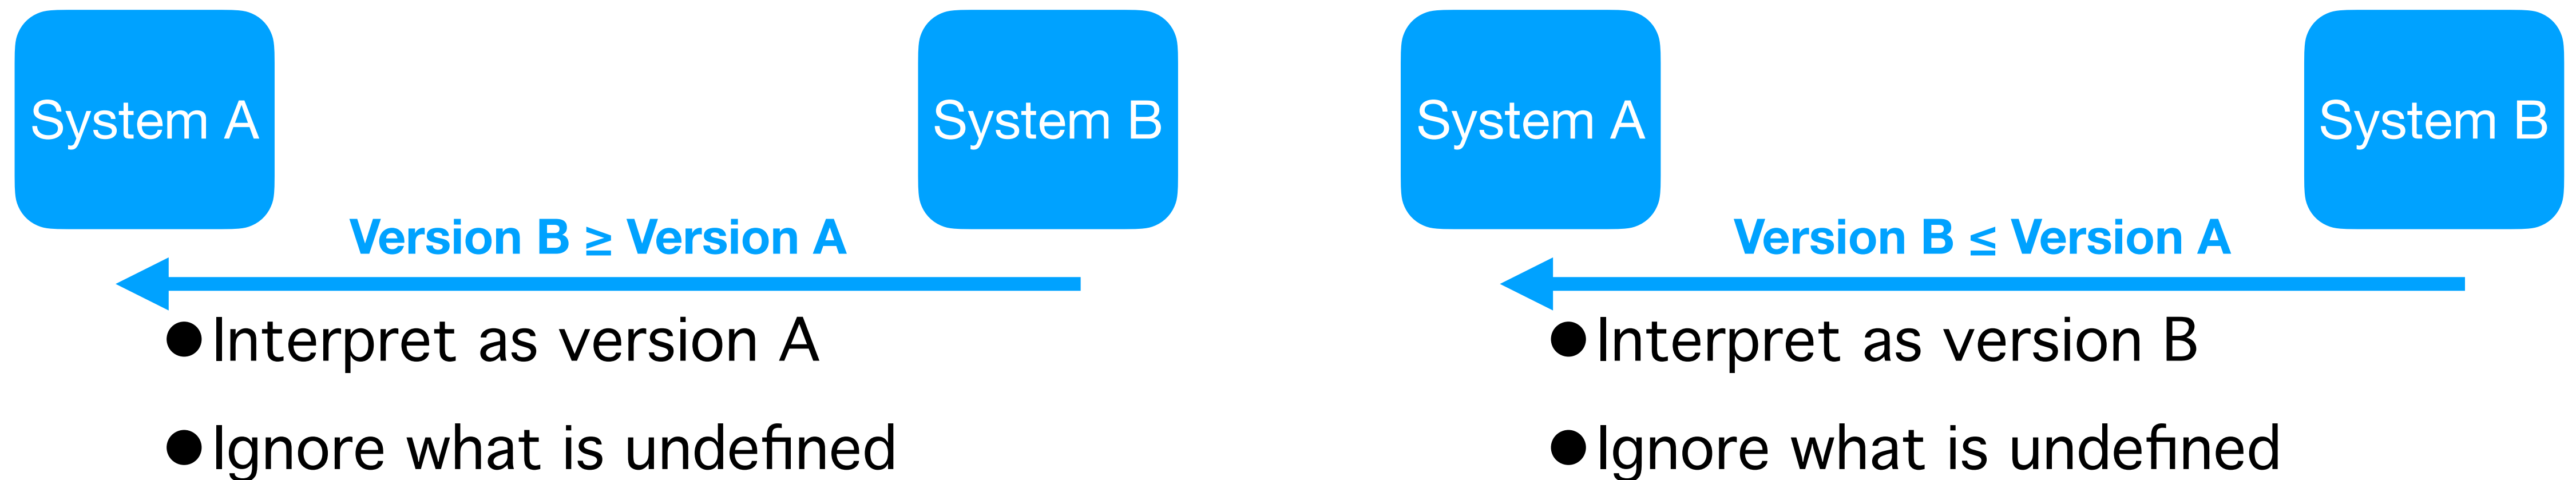 System A
System B
Version B ≥ Version A
●Interpret as version A
●Ignore what is undefined
System A
System B
Version B ≤ Version A
●Interpret as version B
●Ignore what is undefined